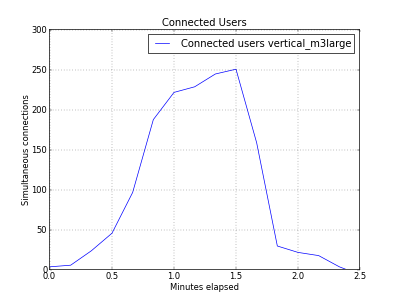 Connected Users
Connected users vertical_m3large
300
250
200
150
100
50
0
Simultaneous connections
0.0 0.5 1.0 1.5 2.0 2.5
Minutes elapsed